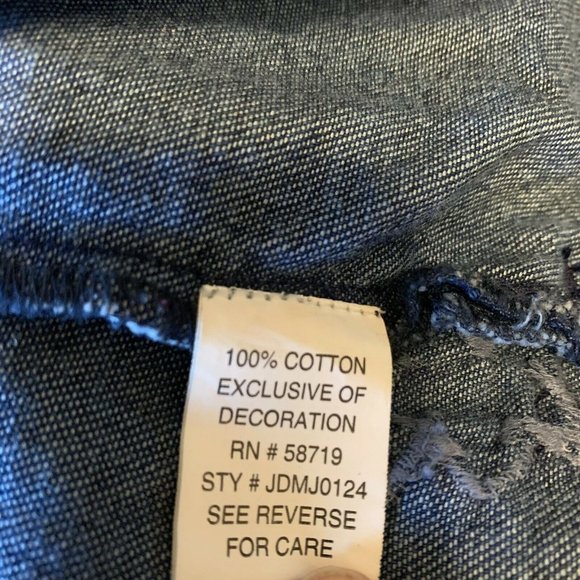 100% COTTON
EXCLUSIVE OF
DECORATION
RN # 58719
STY # JDMJ0124
SEE REVERSE
FOR CARE